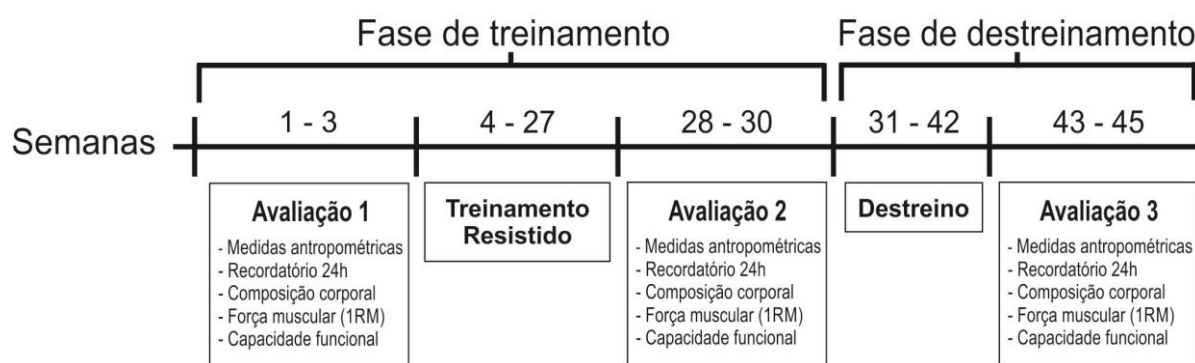 Fase de treinamento
Fase de destreinamento
Semanas
1 - 3
4 - 27
28 - 30
31 - 42
43 - 45
Avaliação 1
- Medidas antropométricas
- Recordatório 24h
- Composição corporal
- Força muscular (1RM)
- Capacidade funcional
Treinamento
Resistido
Avaliação 2
- Medidas antropométricas
- Recordatório 24h
- Composição corporal
- Força muscular (1RM)
- Capacidade funcional
Destreino
Avaliação 3
- Medidas antropométricas
- Recordatório 24h
- Composição corporal
- Força muscular (1RM)
- Capacidade funcional